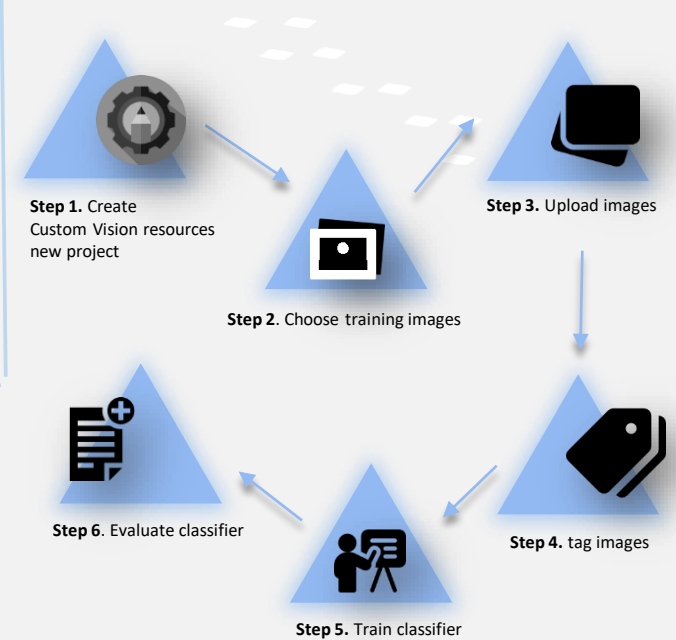 Step 1. Create
Custom Vision resources
new project
Step 2. Choose training images
Step 3. Upload images
Step 4. tag images
Step 5. Train classifier
Step 6. Evaluate classifier